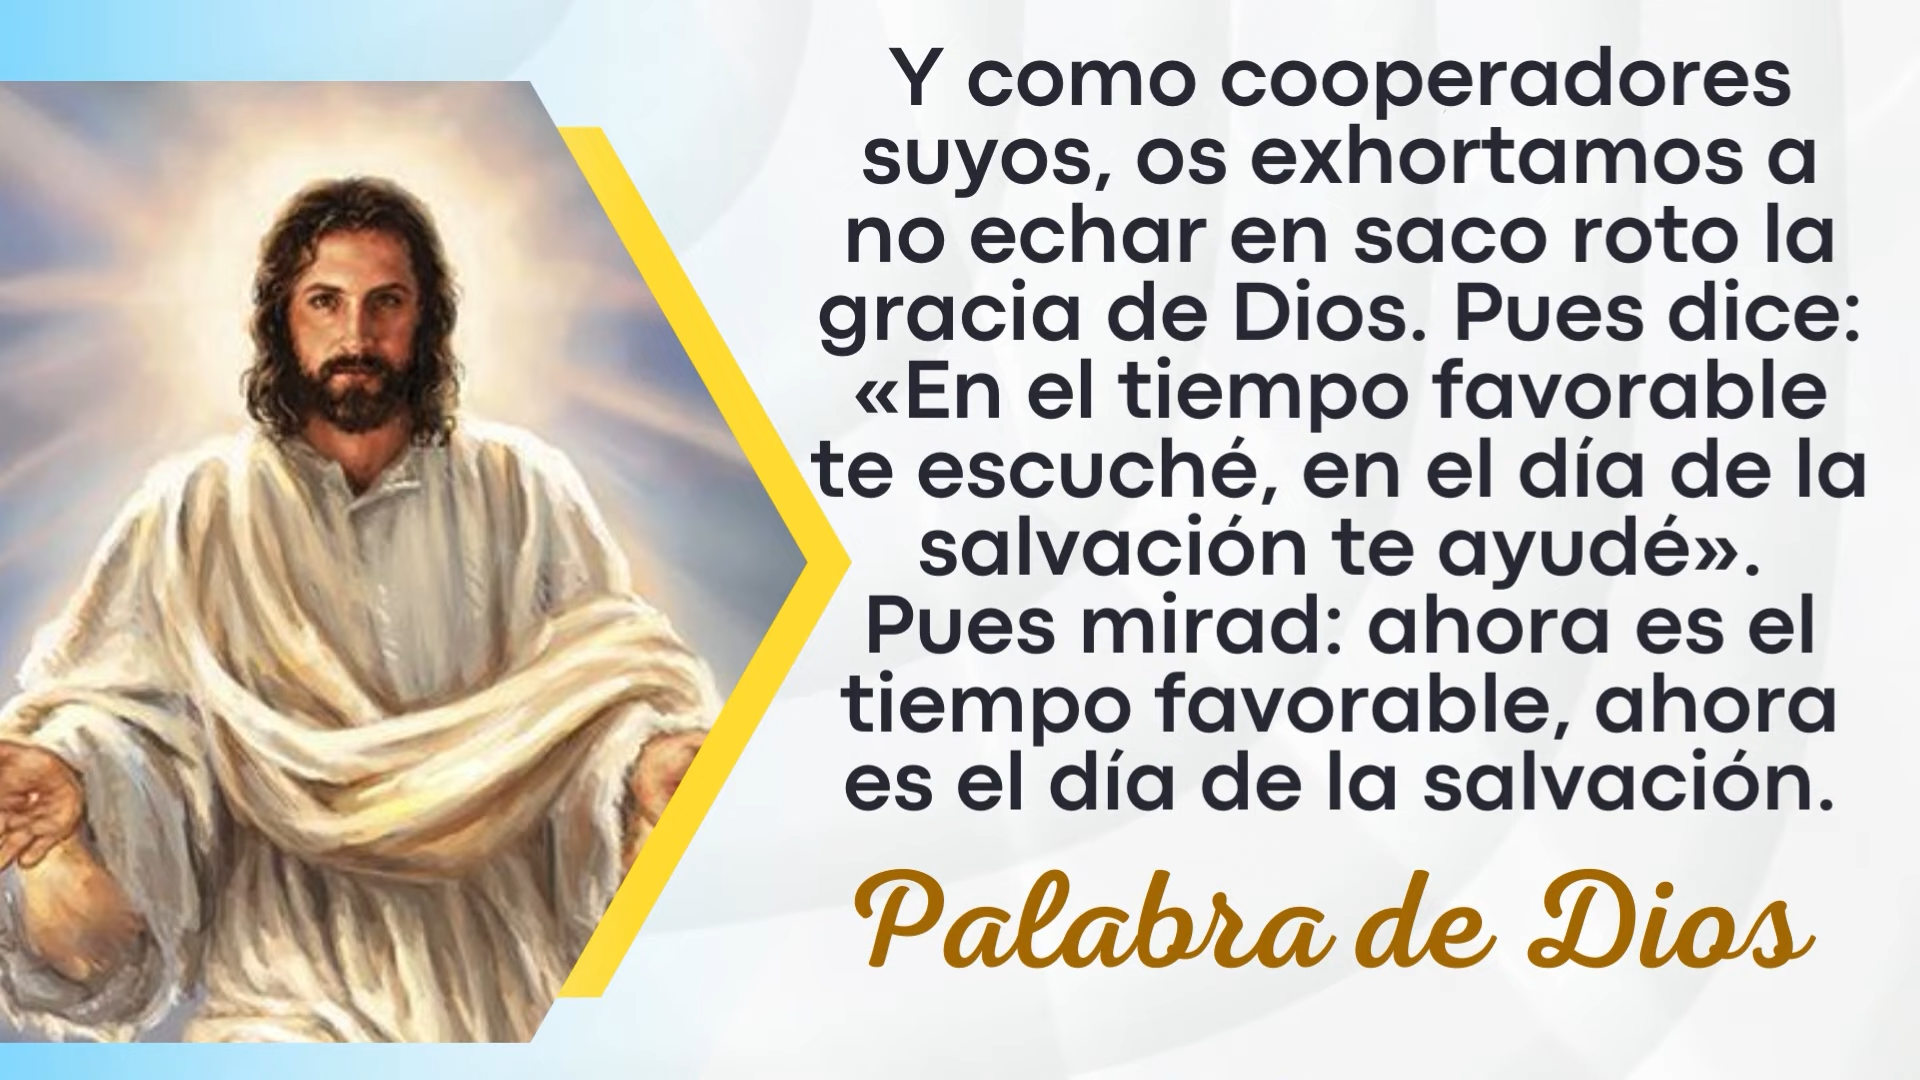 Y como cooperadores
suyos, os exhortamos a
no echar en saco roto la
gracia de Dios. Pues dice:
«En el tiempo favorable
te escuché, en el día de la
salvación te ayudé».
Pues mirad: ahora es el
tiempo favorable, ahora
es el día de la salvación.
Palabra de Dios